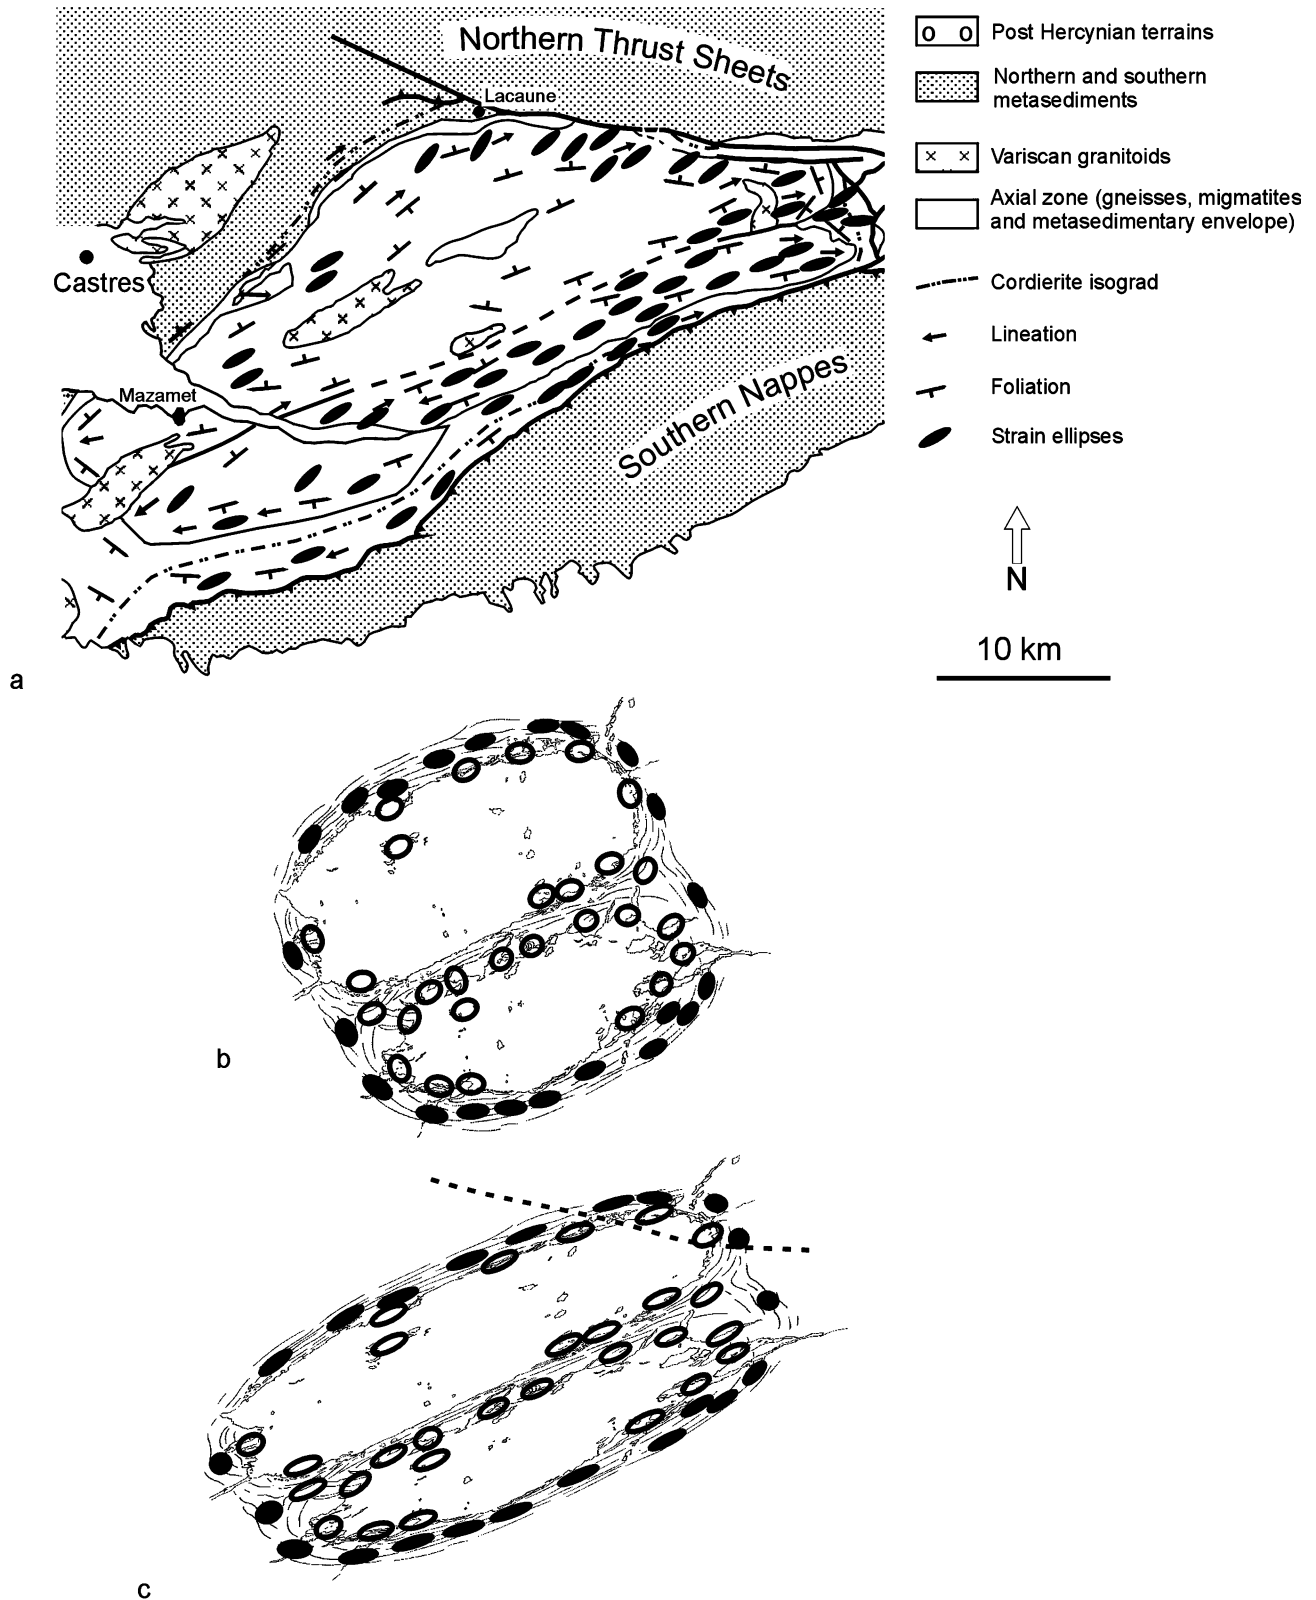 Northern Thrust Sheets
Lacaune
Castres
Mazamet
Southern Nappes
o o Post Hercynian terrains
Northern and southern
metasediments
x x Variscan granitoids
Axial zone (gneisses, migmatites
and metasedimentary envelope)
Cordierite isograd
Lineation
Foliation
Strain ellipses
N
10 km
a
b
c